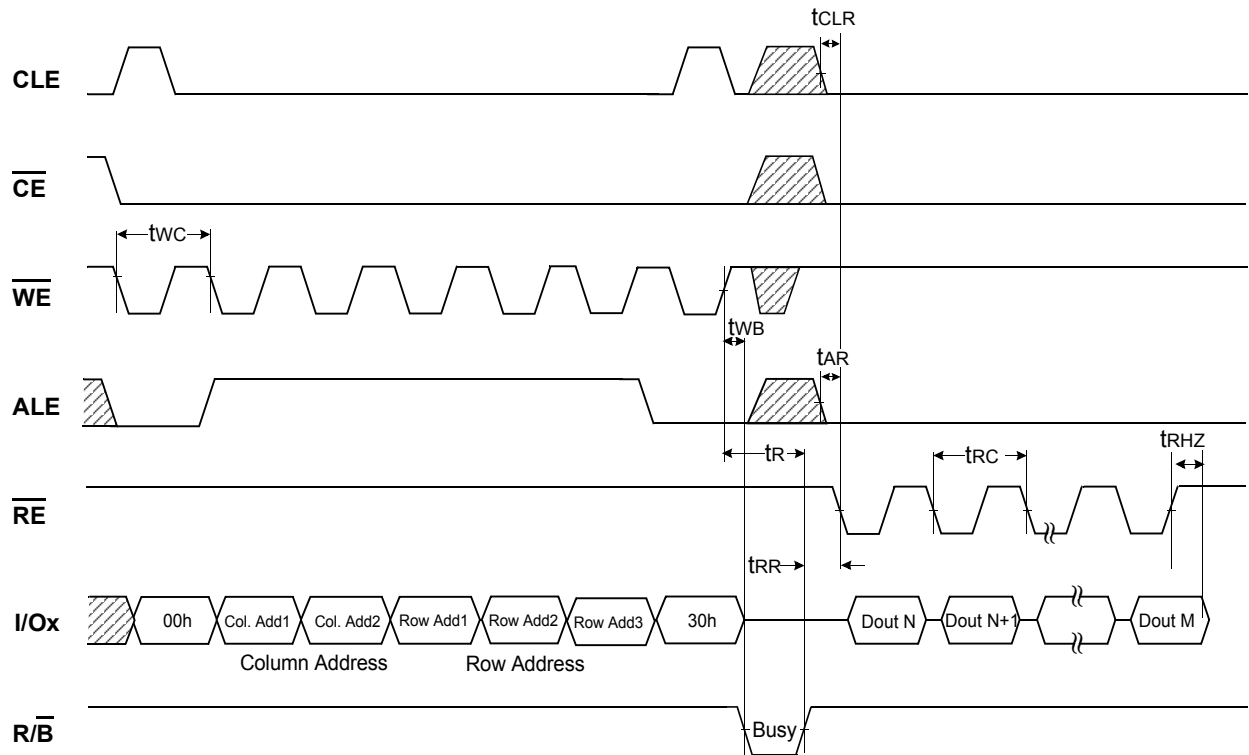 tCLR
CLE
CE
tWC
WE
tWB
tAR
ALE
tR
tRC
tRHZ
RE
tRR
I/Ox
00h
Col. Add1
Col. Add2
Row Add1
Row Add2
Row Add3
30h
Dout N
Dout N+1
Dout M
Column Address
Row Address
R/B
Busy